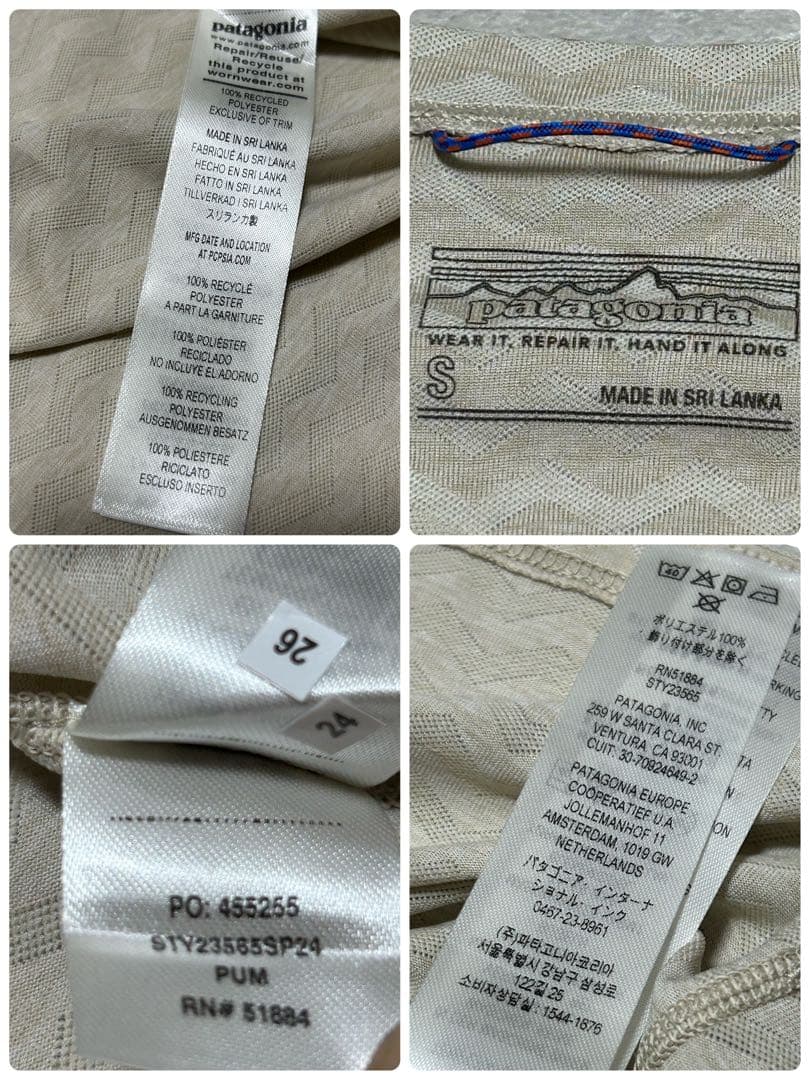 patagonia
www.patagonia.com
Repair/Reuse/
Recycle
this product at
wornwear.com
100% RECYCLED
POLYESTER
EXCLUSIVE OF TRIM
MADE IN SRI LANKA
FABRIQUÉ AU SRI LANKA
HECHO EN SRI LANKA
FATTO IN SRI LANKA
TILLVERKAD I SRI LANKA
スリランカ製
MFG DATE AND LOCATION
AT PCPSIA.COM
100% RECYCLÉ
POLYESTER
A PART LA GARNITURE
100% POLIÉSTER
RECICLADO
NO INCLUYE EL ADORNO
100% RECYCLING
POLYESTER
AUSGENOMMEN BESATZ
100% POLIESTERE
RICICLATO
ESCLUSO INSERTO
patagonia
WEAR IT. REPAIR IT. HAND IT ALONG
S MADE IN SRI LANKA
26
24
PO: 455255
STY23565SP24
PUM
RN# 51884
40
ポリエステル100%
飾り付け部分を除く
RN51884
STY23565
PATAGONIA, INC
259 W SANTA CLARA ST
VENTURA, CA 93001
CUIT: 30-70824649-2
PATAGONIA EUROPE
COÖPERATIEF U.A.
JOLLEMANHOF 11
AMSTERDAM, 1019 GW
NETHERLANDS
パタゴニア・インターナ
ショナル・インク
0467-23-8961
(주)파타고니아코리아
서울특별시 강남구 삼성로
122길 25
소비자상담실: 1544-1876